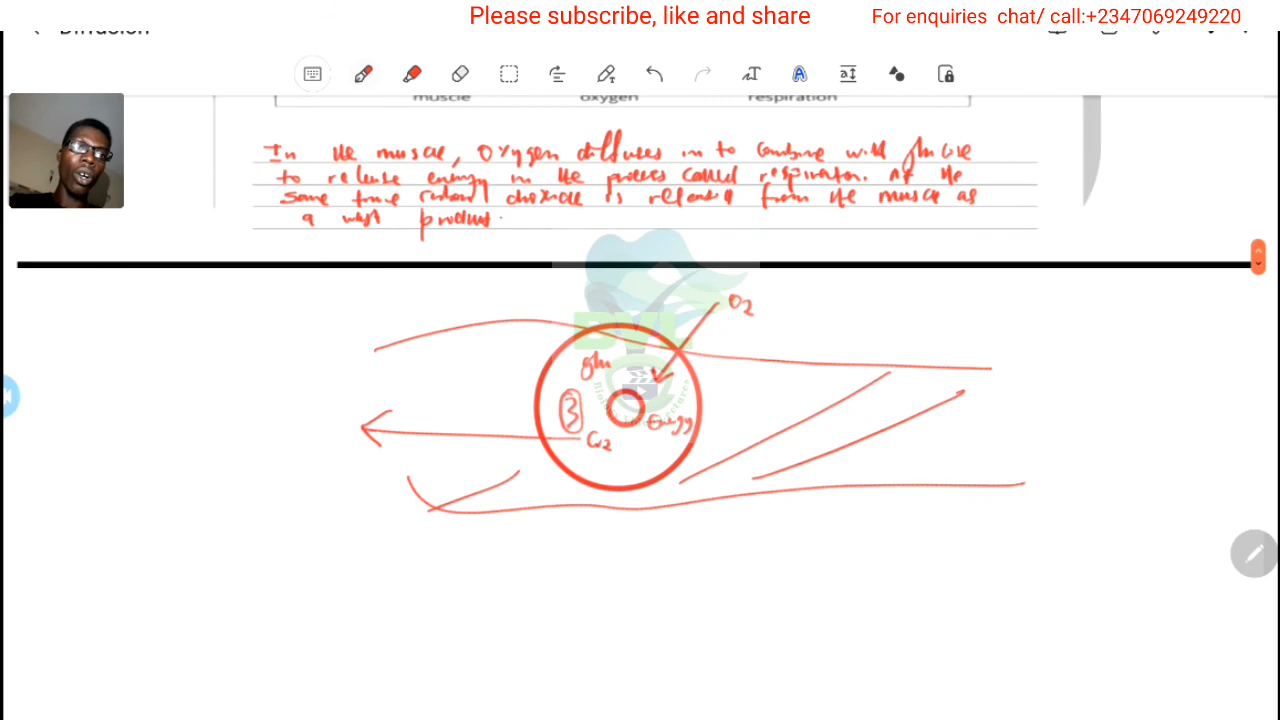 Please subscribe, like and share
For enquiries chat/ call:+2347069249220
Diffusion
muscle oxygen respiration
In the muscle, oxygen diffuses in to combine with glucose
to release energy in the process called respiration. At the
same time carbon dioxide is released from the muscle as
a waste product.
O2
glu
3
Energy
Co2